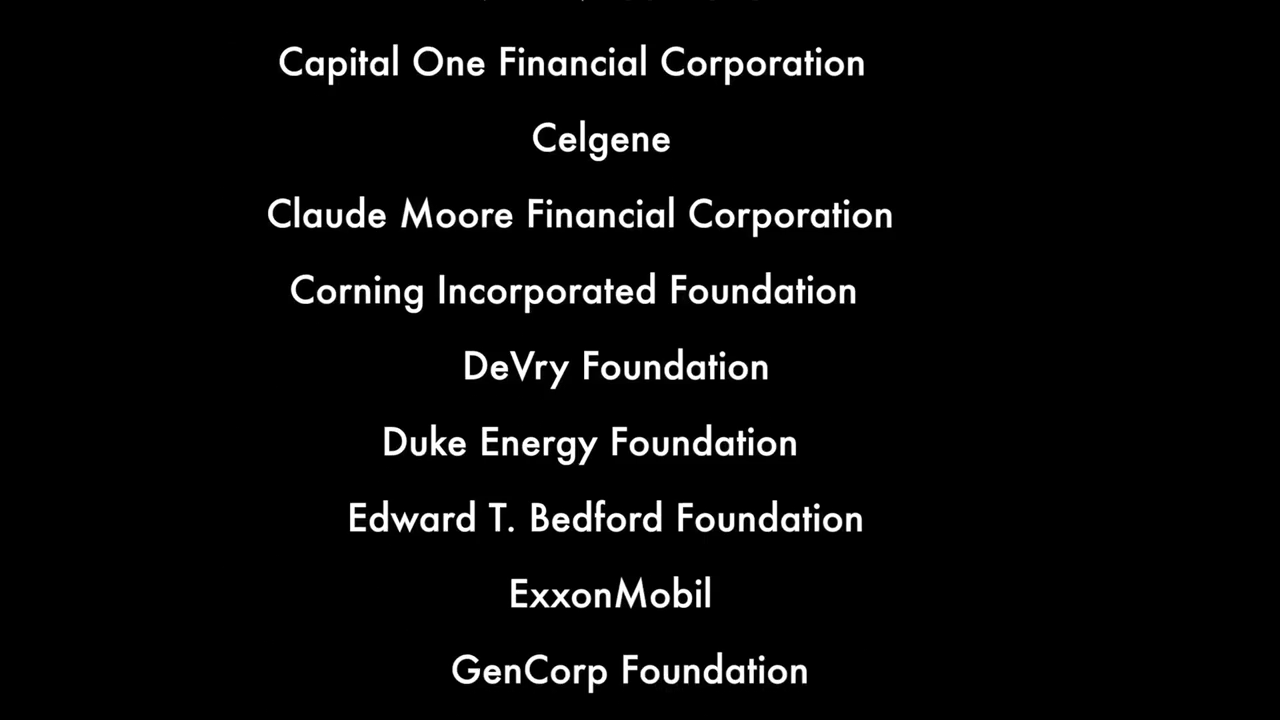 Capital One Financial Corporation
Celgene
Claude Moore Financial Corporation
Corning Incorporated Foundation
DeVry Foundation
Duke Energy Foundation
Edward T. Bedford Foundation
ExxonMobil
GenCorp Foundation